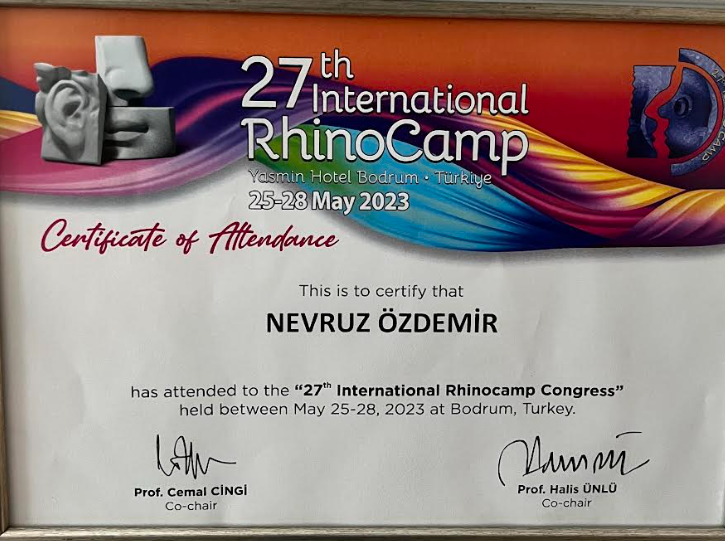 27th
International
RhinoCamp
Yasmin Hotel Bodrum • Türkiye
25-28 May 2023
Certificate of Attendance
This is to certify that
NEVRUZ ÖZDEMİR
has attended to the “27th International Rhinocamp Congress”
held between May 25-28, 2023 at Bodrum, Turkey.
Prof. Cemal CİNGİ
Co-chair
Prof. Halis ÜNLÜ
Co-chair